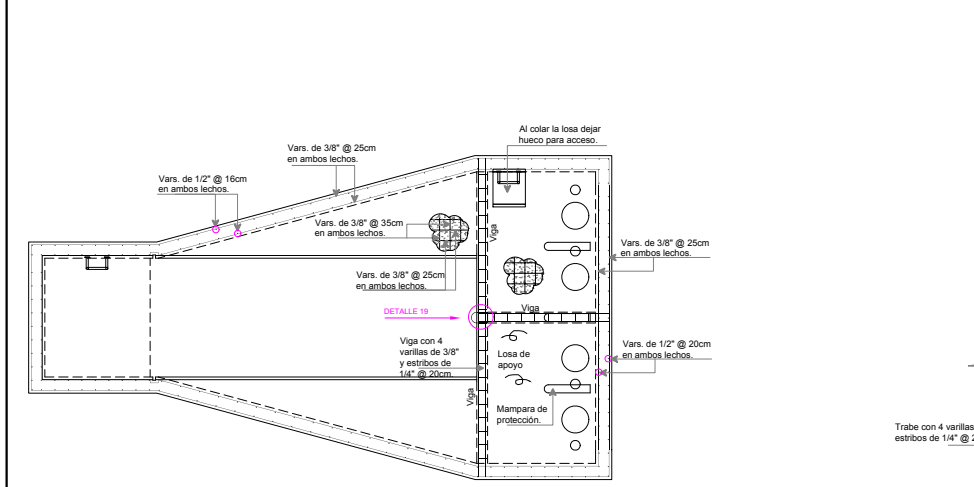 Al colar la losa dejar
hueco para acceso.
Vars. de 3/8" @ 25cm
en ambos lechos.
Vars. de 1/2" @ 16cm
en ambos lechos.
Vars. de 3/8" @ 35cm
en ambos lechos.
Viga
Vars. de 3/8" @ 25cm
en ambos lechos.
Vars. de 3/8" @ 25cm
en ambos lechos.
DETALLE 19
Viga
Viga con 4
varillas de 3/8"
y estribos de
1/4" @ 20cm.
Losa de
apoyo
Vars. de 1/2" @ 20cm
en ambos lechos.
Viga
Mampara de
protección.
Trabe con 4 varillas
estribos de 1/4" @ 2